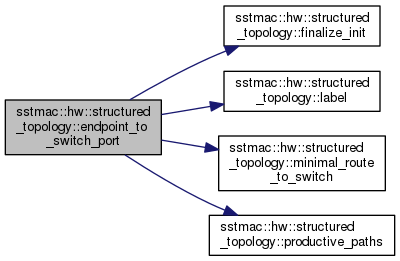 sstmac::hw::structured
_topology::finalize_init
sstmac::hw::structured
_topology::label
sstmac::hw::structured
_topology::endpoint_to
_switch_port
sstmac::hw::structured
_topology::minimal_route
_to_switch
sstmac::hw::structured
_topology::productive_paths